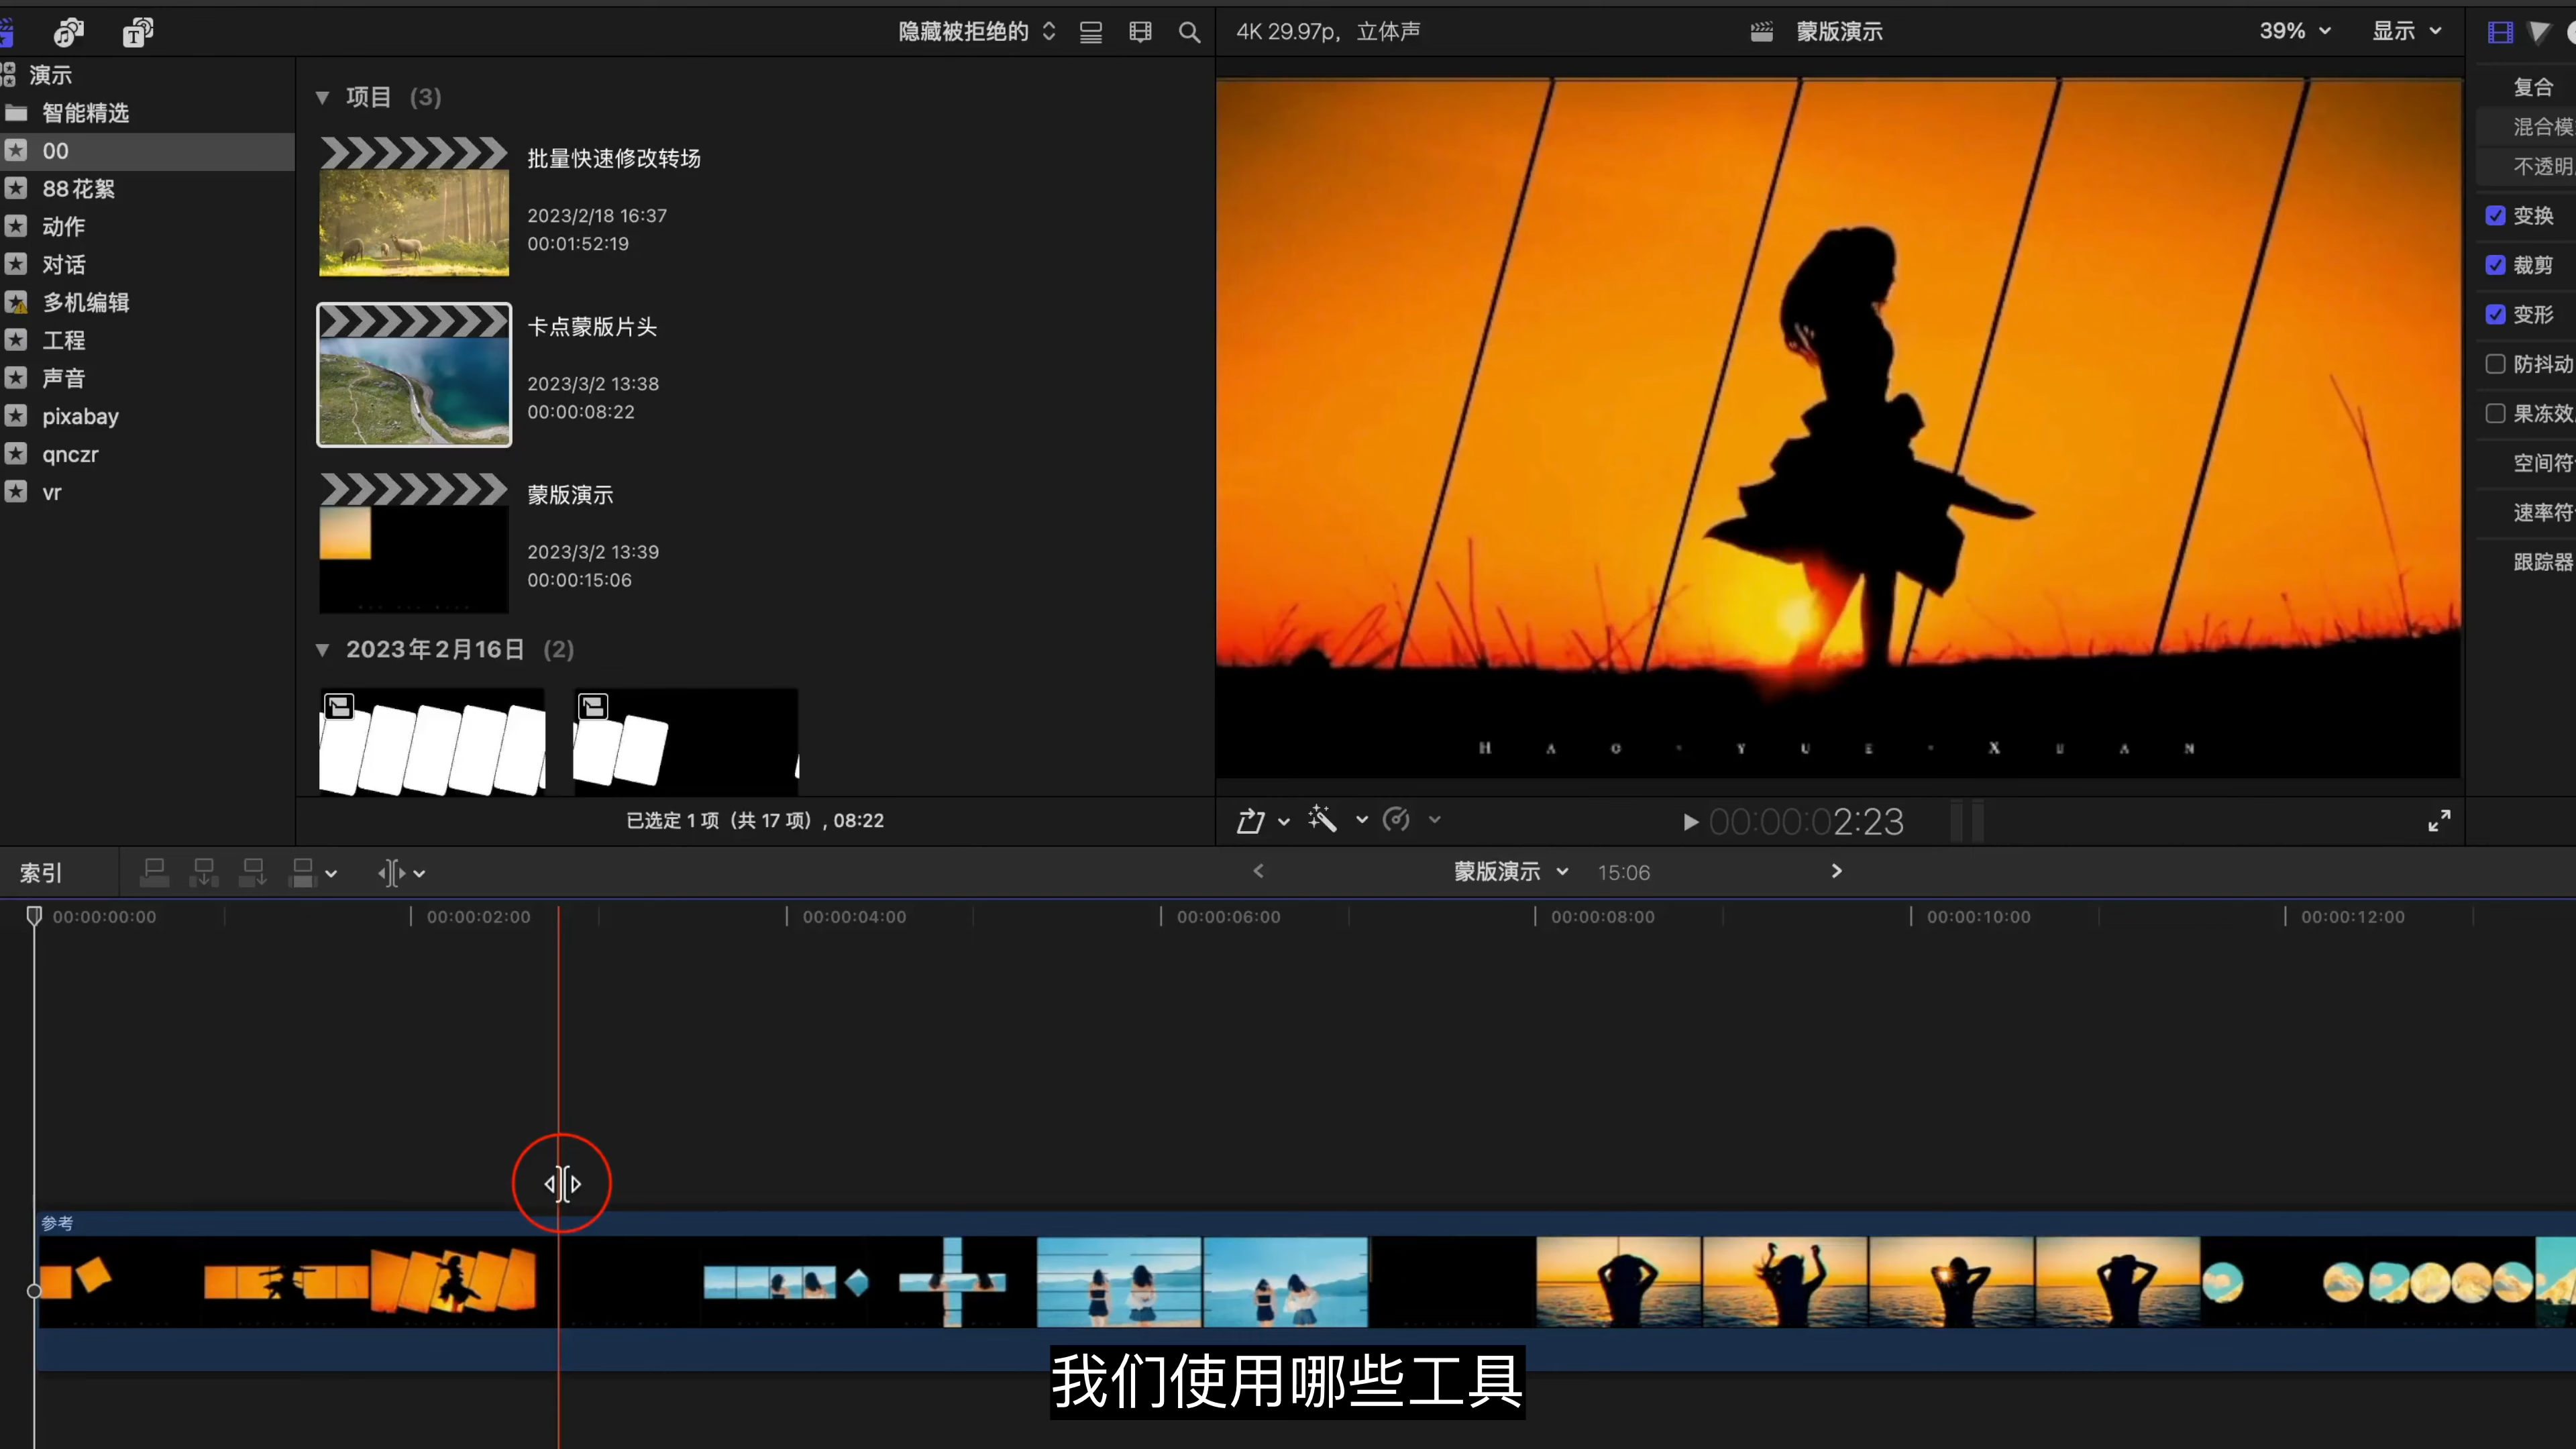 隐藏被拒绝的
4K 29.97p，立体声
蒙版演示
39%
显示
演示
智能精选
00
88花絮
动作
对话
多机编辑
工程
声音
pixabay
qnczr
vr
项目 (3)
批量快速修改转场
2023/2/18 16:37
00:01:52:19
卡点蒙版片头
2023/3/2 13:38
00:00:08:22
蒙版演示
2023/3/2 13:39
00:00:15:06
2023年2月16日 (2)
已选定 1 项（共 17 项）, 08:22
H A O · Y U E · X U A N
00:00:02:23
复合
混合模
不透明
变换
裁剪
变形
防抖动
果冻效
空间符
速率符
跟踪器
索引
蒙版演示
15:06
00:00:00:00
00:00:02:00
00:00:04:00
00:00:06:00
00:00:08:00
00:00:10:00
00:00:12:00
参考
我们使用哪些工具